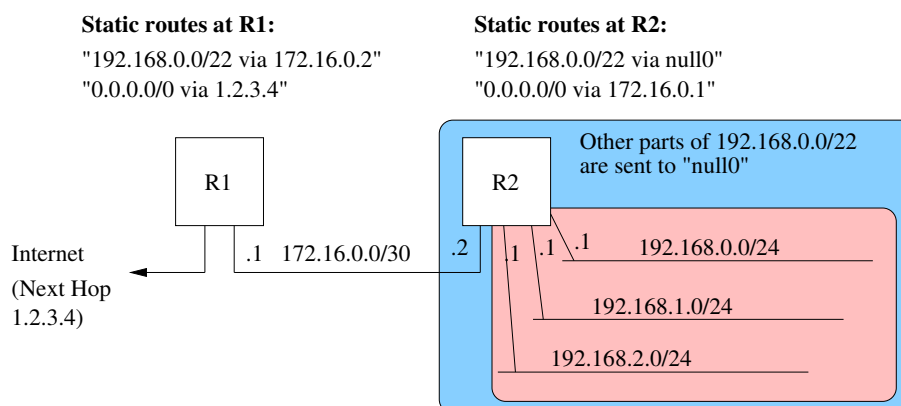 Static routes at R1:
"192.168.0.0/22 via 172.16.0.2"
"0.0.0.0/0 via 1.2.3.4"
Static routes at R2:
"192.168.0.0/22 via null0"
"0.0.0.0/0 via 172.16.0.1"
Other parts of 192.168.0.0/22
are sent to "null0"
R1
R2
Internet
(Next Hop
1.2.3.4)
.1
172.16.0.0/30
.2
.1
.1
.1
192.168.0.0/24
192.168.1.0/24
192.168.2.0/24